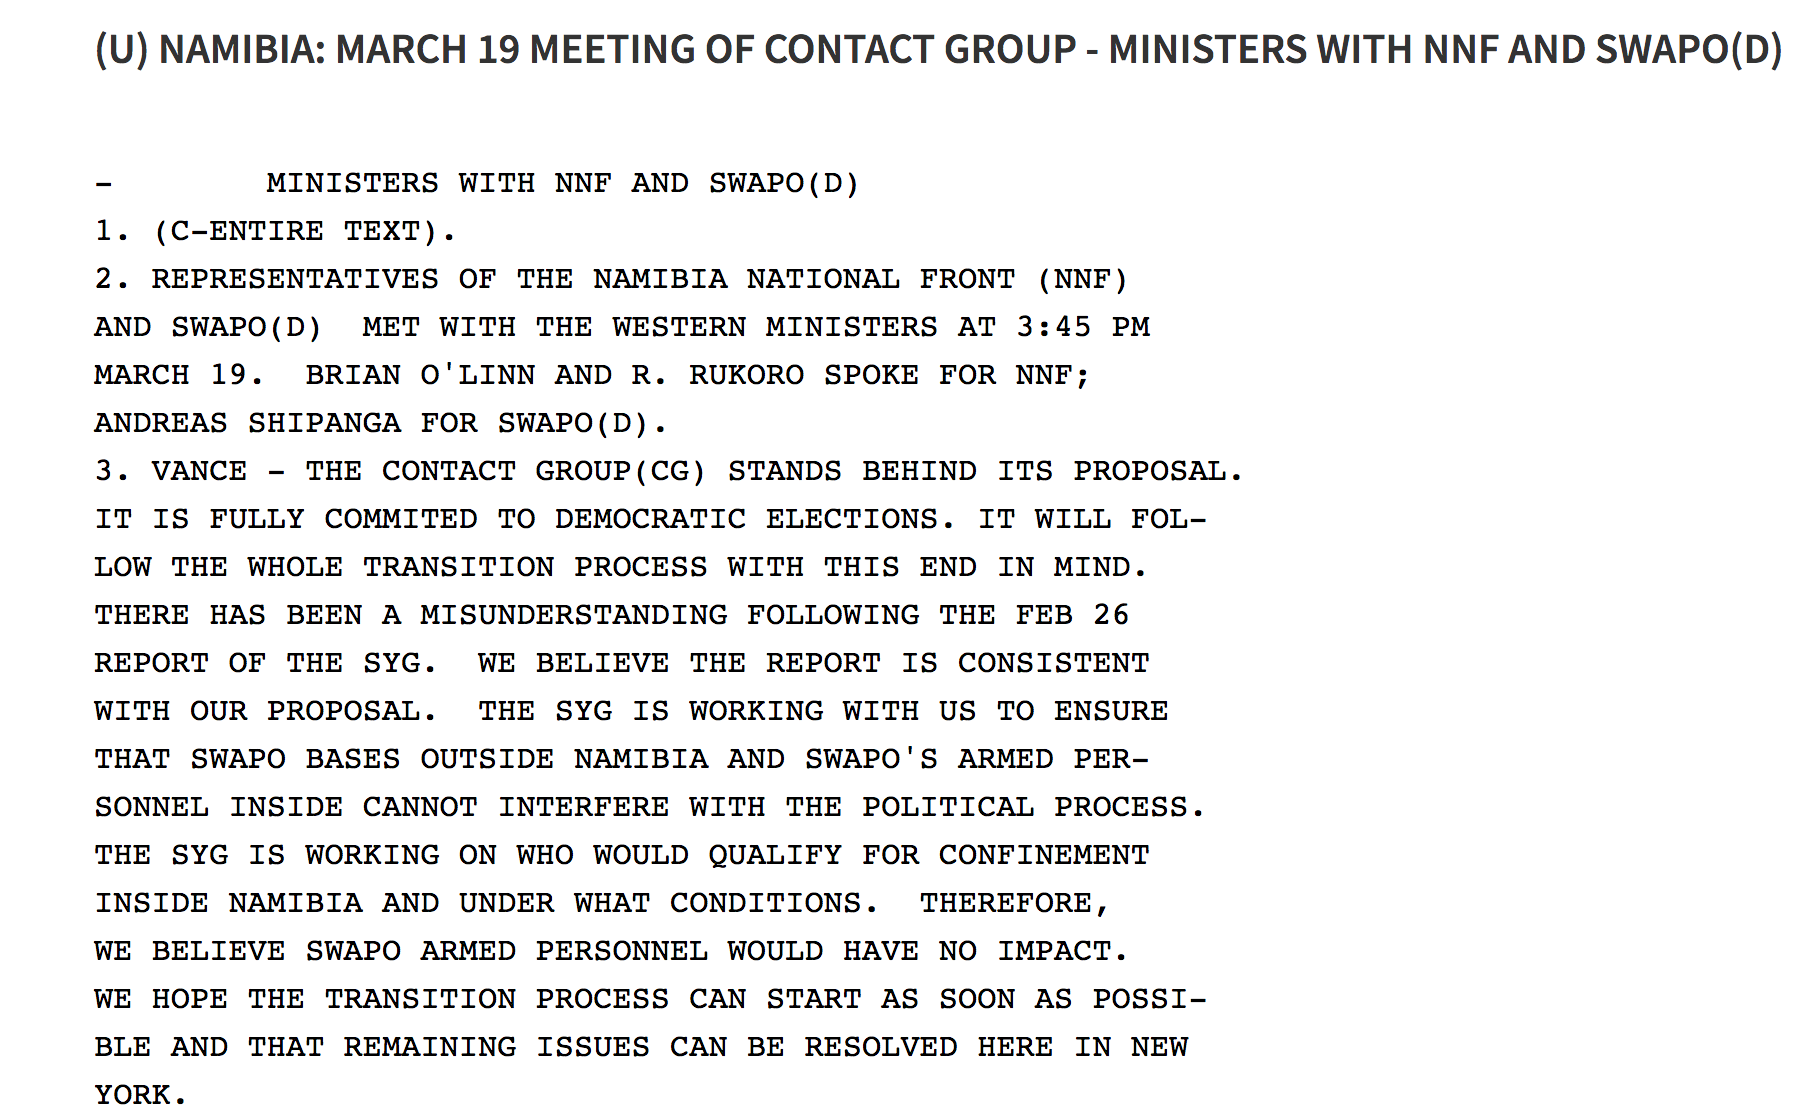 (U) NAMIBIA: MARCH 19 MEETING OF CONTACT GROUP - MINISTERS WITH NNF AND SWAPO(D)
- MINISTERS WITH NNF AND SWAPO(D)
1. (C-ENTIRE TEXT).
2. REPRESENTATIVES OF THE NAMIBIA NATIONAL FRONT (NNF)
AND SWAPO(D) MET WITH THE WESTERN MINISTERS AT 3:45 PM
MARCH 19. BRIAN O'LINN AND R. RUKORO SPOKE FOR NNF;
ANDREAS SHIPANGA FOR SWAPO(D).
3. VANCE - THE CONTACT GROUP(CG) STANDS BEHIND ITS PROPOSAL.
IT IS FULLY COMMITED TO DEMOCRATIC ELECTIONS. IT WILL FOL-
LOW THE WHOLE TRANSITION PROCESS WITH THIS END IN MIND.
THERE HAS BEEN A MISUNDERSTANDING FOLLOWING THE FEB 26
REPORT OF THE SYG. WE BELIEVE THE REPORT IS CONSISTENT
WITH OUR PROPOSAL. THE SYG IS WORKING WITH US TO ENSURE
THAT SWAPO BASES OUTSIDE NAMIBIA AND SWAPO'S ARMED PER-
SONNEL INSIDE CANNOT INTERFERE WITH THE POLITICAL PROCESS.
THE SYG IS WORKING ON WHO WOULD QUALIFY FOR CONFINEMENT
INSIDE NAMIBIA AND UNDER WHAT CONDITIONS. THEREFORE,
WE BELIEVE SWAPO ARMED PERSONNEL WOULD HAVE NO IMPACT.
WE HOPE THE TRANSITION PROCESS CAN START AS SOON AS POSSI-
BLE AND THAT REMAINING ISSUES CAN BE RESOLVED HERE IN NEW
YORK.